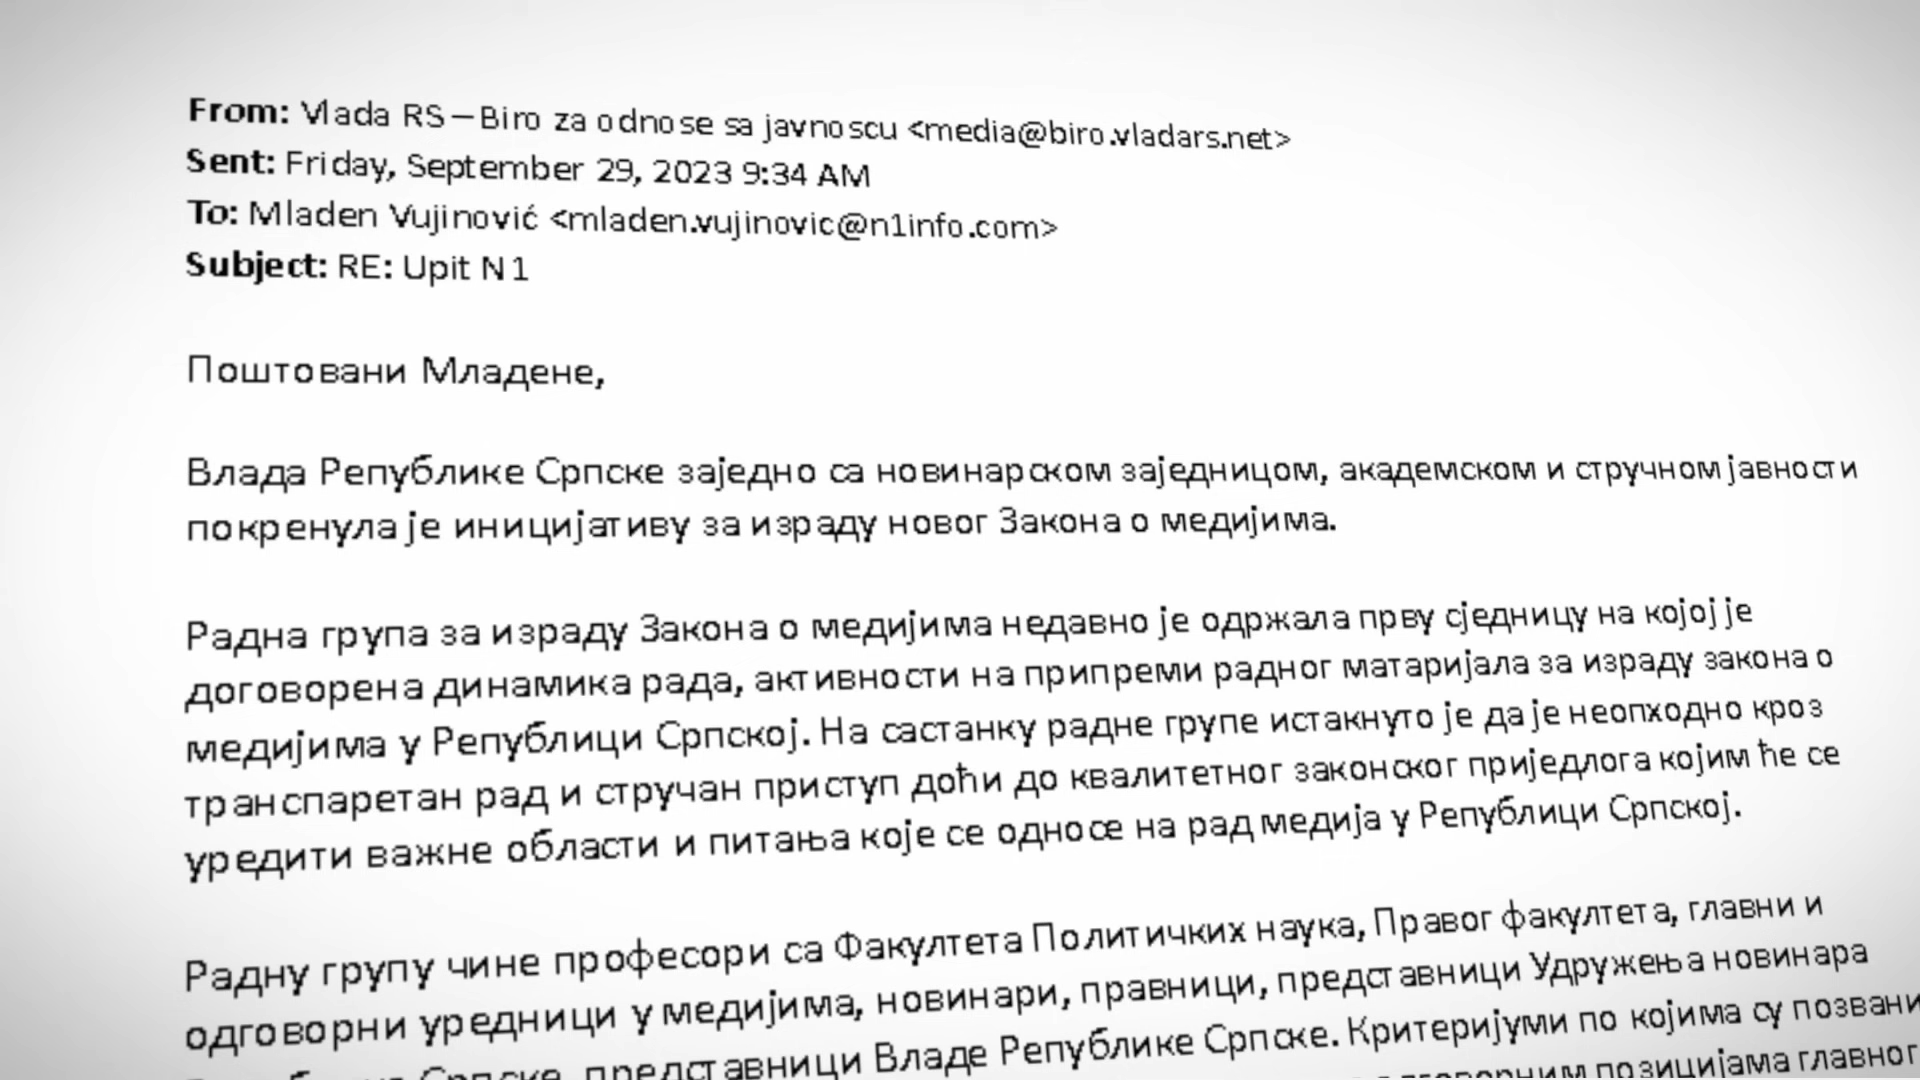 From: Vlada RS – Biro za odnose sa javnoscu <media@biro.vladars.net>
Sent: Friday, September 29, 2023 9:34 AM
To: Mladen Vujinović <mladen.vujinovic@n1info.com>
Subject: RE: Upit N1
Поштовани Младене,
Влада Републике Српске заједно са новинарском заједницом, академском и стручном јавности
покренула је иницијативу за израду новог Закона о медијима.
Радна група за израду Закона о медијима недавно је одржала прву сједницу на којој је
договорена динамика рада, активности на припреми радног матаријала за израду закона о
медијима у Републици Српској. На састанку радне групе истакнуто је да је неопходно кроз
транспаретан рад и стручан приступ доћи до квалитетног законског приједлога којим ће се
уредити важне области и питања које се односе на рад медија у Републици Српској.
Радну групу чине професори са Факултета Политичких наука, Правог факултета, главни и
одговорни уредници у медијима, новинари, правници, представници Удружења новинара
Српске, представници Владе Републике Српске. Критеријуми по којима су позвани
позицијама главног